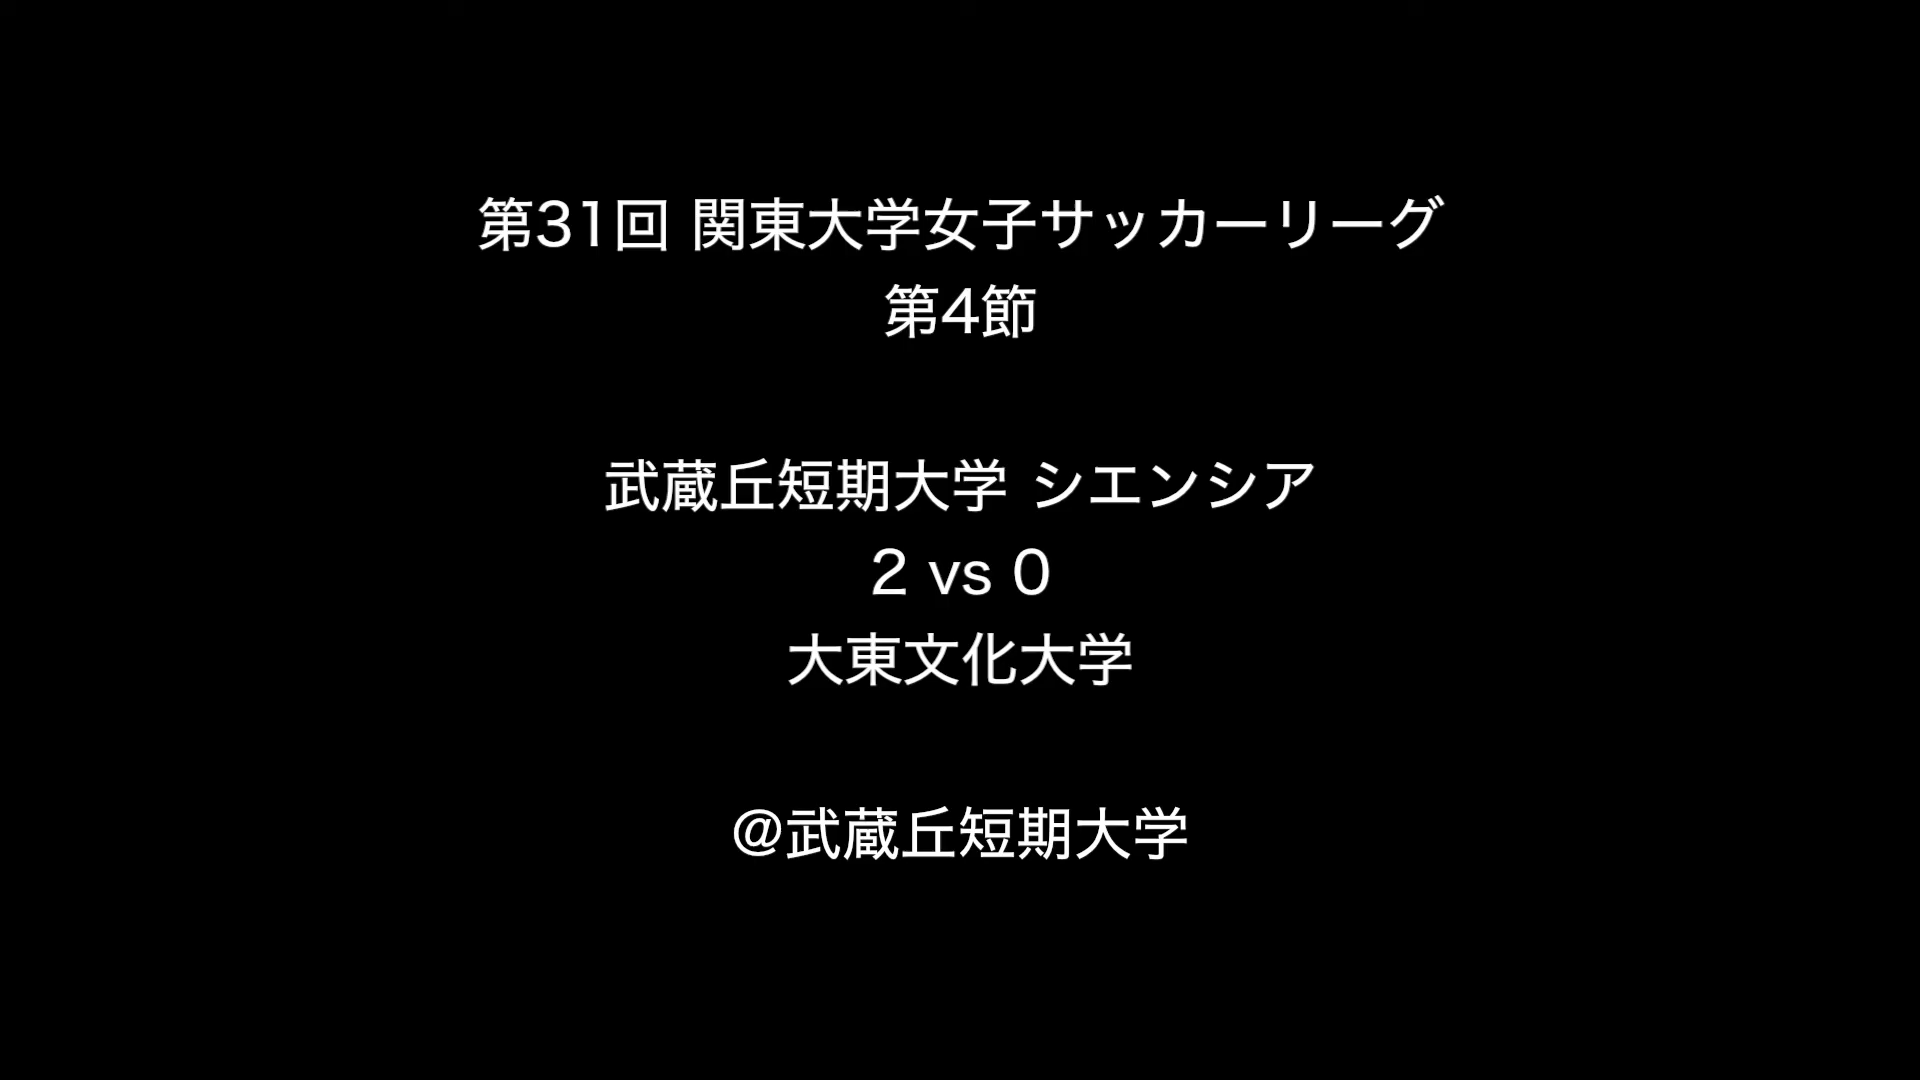 第31回 関東大学女子サッカーリーグ
第4節
武蔵丘短期大学 シエンシア
2 vs 0
大東文化大学
@武蔵丘短期大学